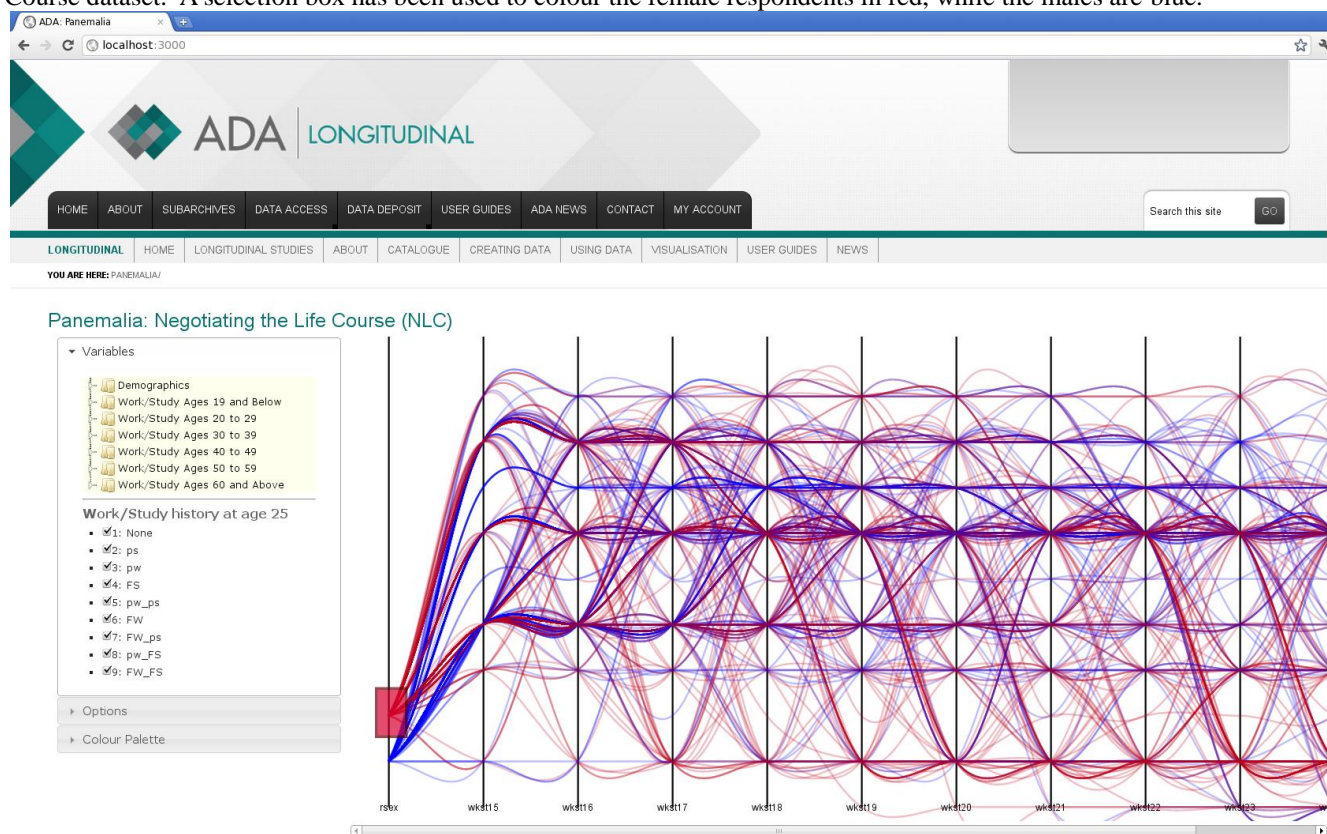 Course dataset. A selection box has been used to colour the female respondents in red, while the males are blue.
ADA: Panemalia
localhost:3000
ADA LONGITUDINAL
HOME ABOUT SUBARCHIVES DATA ACCESS DATA DEPOSIT USER GUIDES ADA NEWS CONTACT MY ACCOUNT
Search this site GO
LONGITUDINAL HOME LONGITUDINAL STUDIES ABOUT CATALOGUE CREATING DATA USING DATA VISUALISATION USER GUIDES NEWS
YOU ARE HERE: PANEMALIA/
Panemalia: Negotiating the Life Course (NLC)
Variables
Demographics
Work/Study Ages 19 and Below
Work/Study Ages 20 to 29
Work/Study Ages 30 to 39
Work/Study Ages 40 to 49
Work/Study Ages 50 to 59
Work/Study Ages 60 and Above
Work/Study history at age 25
1: None
2: ps
3: pw
4: FS
5: pw_ps
6: FW
7: FW_ps
8: pw_FS
9: FW_FS
Options
Colour Palette
rsex wkst15 wkst16 wkst17 wkst18 wkst19 wkst20 wkst21 wkst22 wkst23